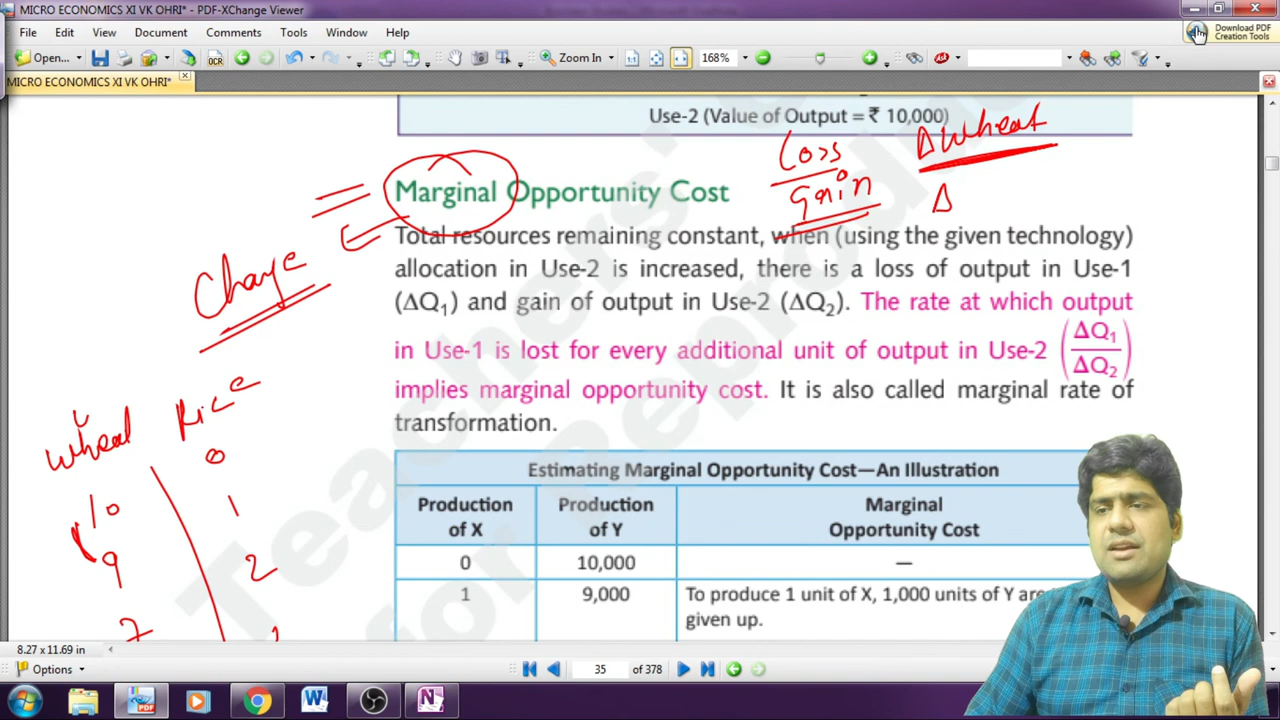 MICRO ECONOMICS XI VK OHRI* - PDF-XChange Viewer
File Edit View Document Comments Tools Window Help
Download PDF
Creation Tools
Open...
OCR
Zoom In
168%
MICRO ECONOMICS XI VK OHRI*
Use-2 (Value of Output = ₹ 10,000)
Loss
Gain
Δ Wheat
Δ
Marginal Opportunity Cost
Change
Total resources remaining constant, when (using the given technology)
allocation in Use-2 is increased, there is a loss of output in Use-1
(ΔQ₁) and gain of output in Use-2 (ΔQ₂). The rate at which output
in Use-1 is lost for every additional unit of output in Use-2 (ΔQ₁/ΔQ₂)
implies marginal opportunity cost. It is also called marginal rate of
transformation.
Wheat Rice
0
10 1
9 2
7
Estimating Marginal Opportunity Cost—An Illustration
Production of X Production of Y Marginal Opportunity Cost
0 10,000 —
1 9,000 To produce 1 unit of X, 1,000 units of Y are
given up.
8.27 x 11.69 in
Options
35 of 378